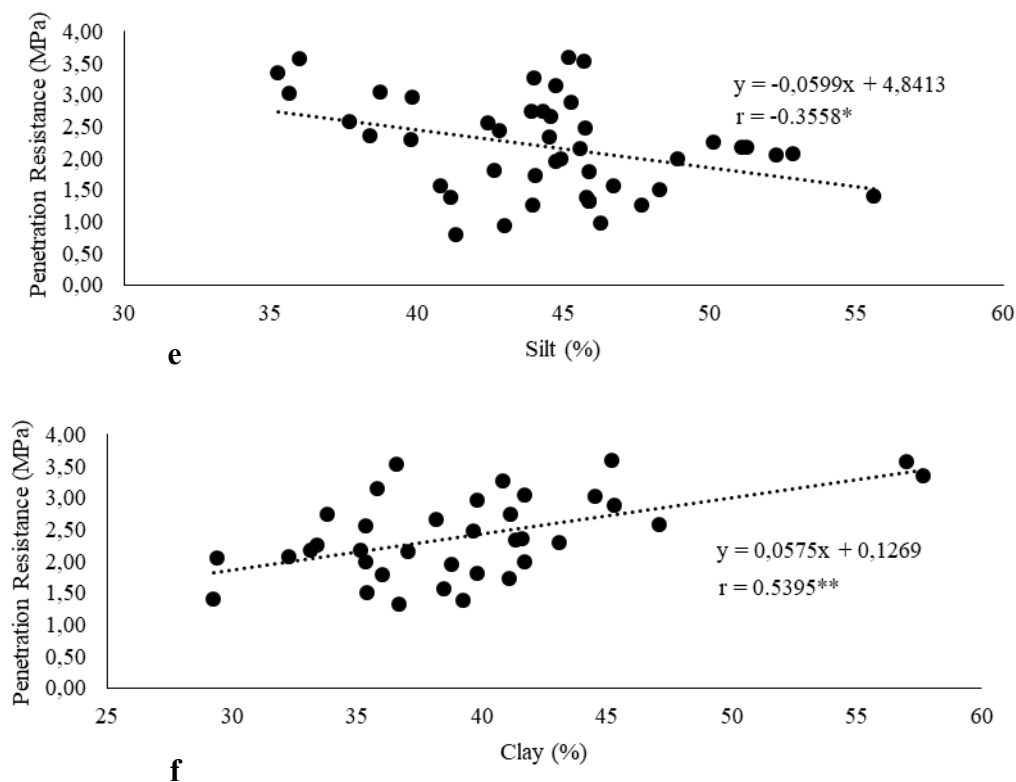 Penetration Resistance (MPa)
4,00
3,50
3,00
2,50
2,00
1,50
1,00
0,50
0,00
y = -0,0599x + 4,8413
r = -0.3558*
30 35 40 45 50 55 60
Silt (%)
e
Penetration Resistance (MPa)
4,00
3,50
3,00
2,50
2,00
1,50
1,00
0,50
0,00
y = 0,0575x + 0,1269
r = 0.5395**
25 30 35 40 45 50 55 60
Clay (%)
f